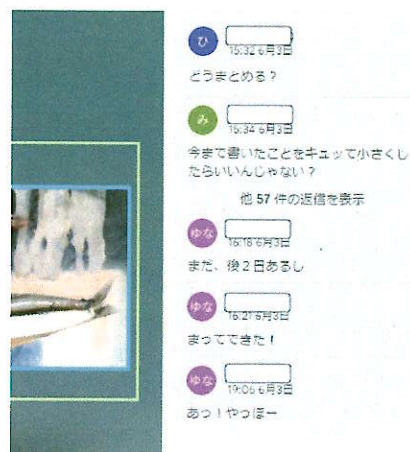 ひ
15:32 6月3日
どうまとめる？
み
15:34 6月3日
今まで書いたことをキュッて小さくし
たらいいんじゃない？
他 57 件の返信を表示
ゆな
16:18 6月3日
まだ、後2日あるし
ゆな
16:21 6月3日
まってできた！
ゆな
19:06 6月3日
あっ！やっほー